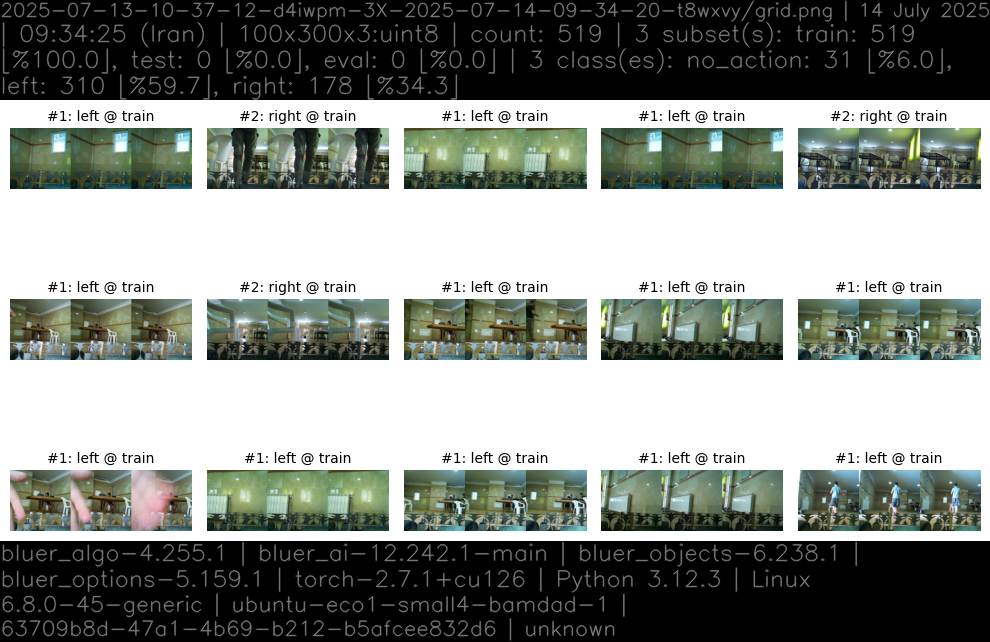 2025-07-13-10-37-12-d4iwpm-3X-2025-07-14-09-34-20-t8wxvy/grid.png | 14 July 2025
| 09:34:25 (Iran) | 100x300x3:uint8 | count: 519 | 3 subset(s): train: 519
[%100.0], test: 0 [%0.0], eval: 0 [%0.0] | 3 class(es): no_action: 31 [%6.0],
left: 310 [%59.7], right: 178 [%34.3]
#1: left @ train #2: right @ train #1: left @ train #1: left @ train #2: right @ train
#1: left @ train #2: right @ train #1: left @ train #1: left @ train #1: left @ train
#1: left @ train #1: left @ train #1: left @ train #1: left @ train #1: left @ train
bluer_algo-4.255.1 | bluer_ai-12.242.1-main | bluer_objects-6.238.1 |
bluer_options-5.159.1 | torch-2.7.1+cu126 | Python 3.12.3 | Linux
6.8.0-45-generic | ubuntu-eco1-small4-bamdad-1 |
63709b8d-47a1-4b69-b212-b5afcee832d6 | unknown